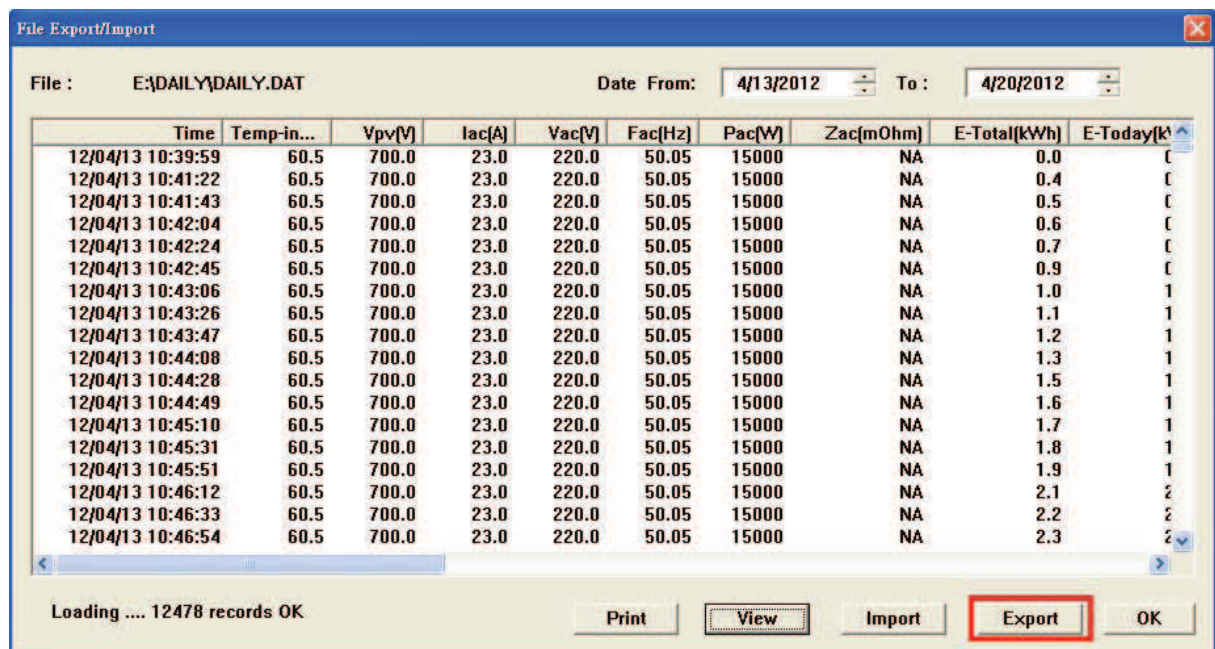 File Export/Import
File : E:\DAILY\DAILY.DAT Date From: 4/13/2012 To : 4/20/2012
Time Temp-in... Vpv(V) Iac(A) Vac(V) Fac(Hz) Pac(W) Zac(mOhm) E-Total(kWh) E-Today(k
12/04/13 10:39:59 60.5 700.0 23.0 220.0 50.05 15000 NA 0.0
12/04/13 10:41:22 60.5 700.0 23.0 220.0 50.05 15000 NA 0.4
12/04/13 10:41:43 60.5 700.0 23.0 220.0 50.05 15000 NA 0.5
12/04/13 10:42:04 60.5 700.0 23.0 220.0 50.05 15000 NA 0.6
12/04/13 10:42:24 60.5 700.0 23.0 220.0 50.05 15000 NA 0.7
12/04/13 10:42:45 60.5 700.0 23.0 220.0 50.05 15000 NA 0.9
12/04/13 10:43:06 60.5 700.0 23.0 220.0 50.05 15000 NA 1.0 1
12/04/13 10:43:26 60.5 700.0 23.0 220.0 50.05 15000 NA 1.1 1
12/04/13 10:43:47 60.5 700.0 23.0 220.0 50.05 15000 NA 1.2 1
12/04/13 10:44:08 60.5 700.0 23.0 220.0 50.05 15000 NA 1.3 1
12/04/13 10:44:28 60.5 700.0 23.0 220.0 50.05 15000 NA 1.5 1
12/04/13 10:44:49 60.5 700.0 23.0 220.0 50.05 15000 NA 1.6 1
12/04/13 10:45:10 60.5 700.0 23.0 220.0 50.05 15000 NA 1.7 1
12/04/13 10:45:31 60.5 700.0 23.0 220.0 50.05 15000 NA 1.8 1
12/04/13 10:45:51 60.5 700.0 23.0 220.0 50.05 15000 NA 1.9 1
12/04/13 10:46:12 60.5 700.0 23.0 220.0 50.05 15000 NA 2.1 2
12/04/13 10:46:33 60.5 700.0 23.0 220.0 50.05 15000 NA 2.2 2
12/04/13 10:46:54 60.5 700.0 23.0 220.0 50.05 15000 NA 2.3 2
Loading .... 12478 records OK Print View Import Export OK